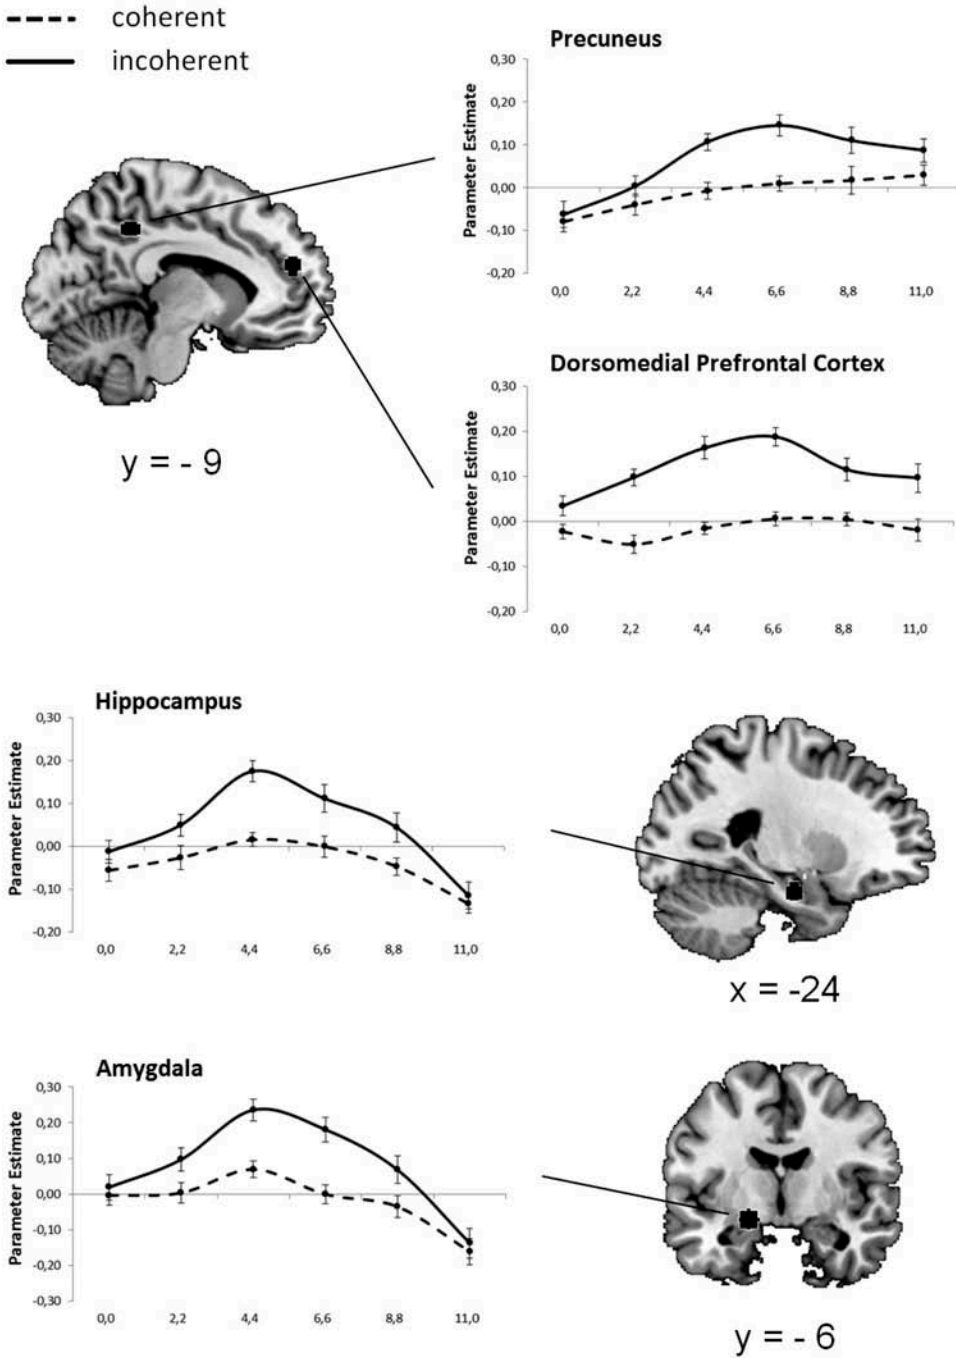 coherent
incoherent
Precuneus
Parameter Estimate
0,30
0,20
0,10
0,00
-0,10
-0,20
0,0 2,2 4,4 6,6 8,8 11,0
y = - 9
Dorsomedial Prefrontal Cortex
Parameter Estimate
0,30
0,20
0,10
0,00
-0,10
-0,20
0,0 2,2 4,4 6,6 8,8 11,0
Hippocampus
Parameter Estimate
0,30
0,20
0,10
0,00
-0,10
-0,20
0,0 2,2 4,4 6,6 8,8 11,0
x = -24
Amygdala
Parameter Estimate
0,30
0,20
0,10
0,00
-0,10
-0,20
-0,30
0,0 2,2 4,4 6,6 8,8 11,0
y = - 6